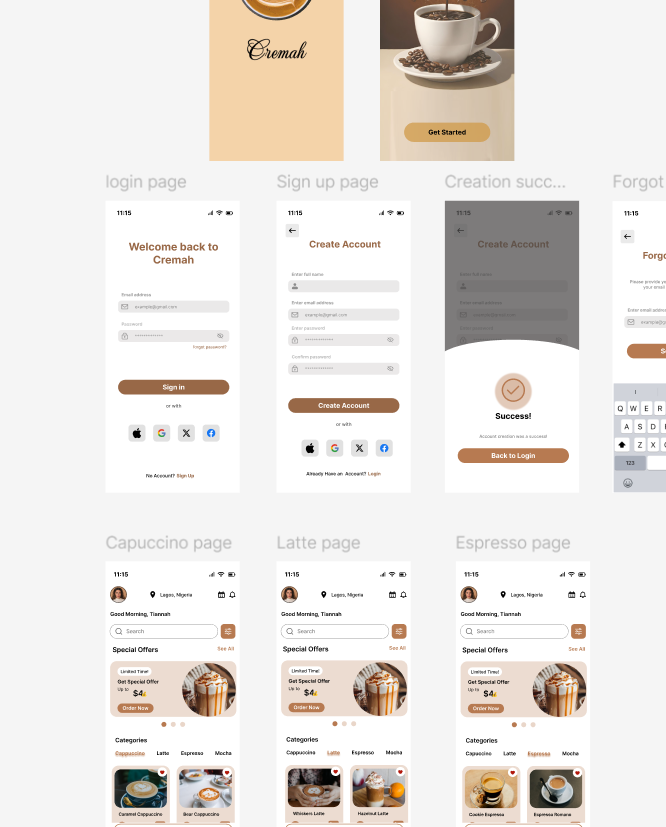 Cremah
Get Started
login page
Sign up page
Creation succ...
Forgot
11:15
Welcome back to
Cremah
Email address
example@gmail.com
Password
Forgot password?
Sign in
or with
No Account? Sign Up
11:15
Create Account
Enter full name
Enter email address
example@gmail.com
Enter password
Confirm password
Create Account
or with
Already Have an Account? Login
11:15
Create Account
Enter full name
Enter email address
Success!
Account creation was a success!
Back to Login
11:15
Forgo
Please provide yo
your email
Enter email address
example@g
S
I
Q W E R
A S D F
Z X C
123
Capuccino page
Latte page
Espresso page
11:15
Lagos, Nigeria
Good Morning, Tiannah
Search
Special Offers
See All
Limited Time!
Get Special Offer
Up to $4
Order Now
Categories
Cappuccino Latte Espresso Mocha
Caramel Cappuccino
Bear Cappuccino
11:15
Lagos, Nigeria
Good Morning, Tiannah
Search
Special Offers
See All
Limited Time!
Get Special Offer
Up to $4
Order Now
Categories
Cappuccino Latte Espresso Mocha
Whiskers Latte
Hazelnut Latte
11:15
Lagos, Nigeria
Good Morning, Tiannah
Search
Special Offers
See All
Limited Time!
Get Special Offer
Up to $4
Order Now
Categories
Capuccino Latte Espresso Mocha
Cookie Espresso
Espresso Romano